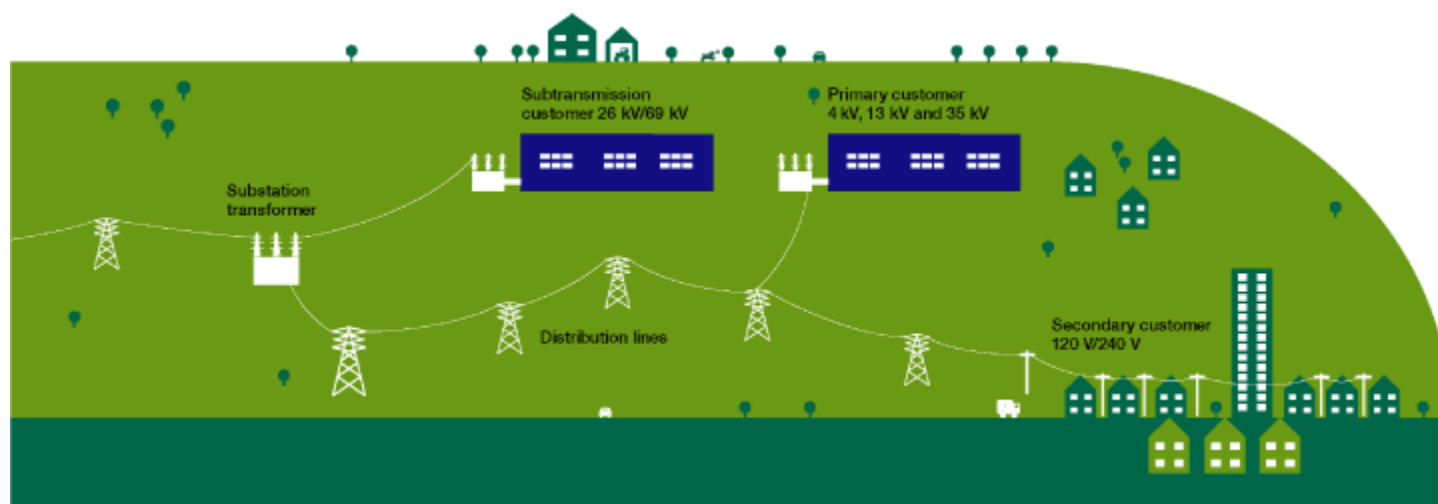 Subtransmission
customer 26 kV/69 kV
Primary customer
4 kV, 13 kV and 35 kV
Substation
transformer
Distribution lines
Secondary customer
120 V/240 V